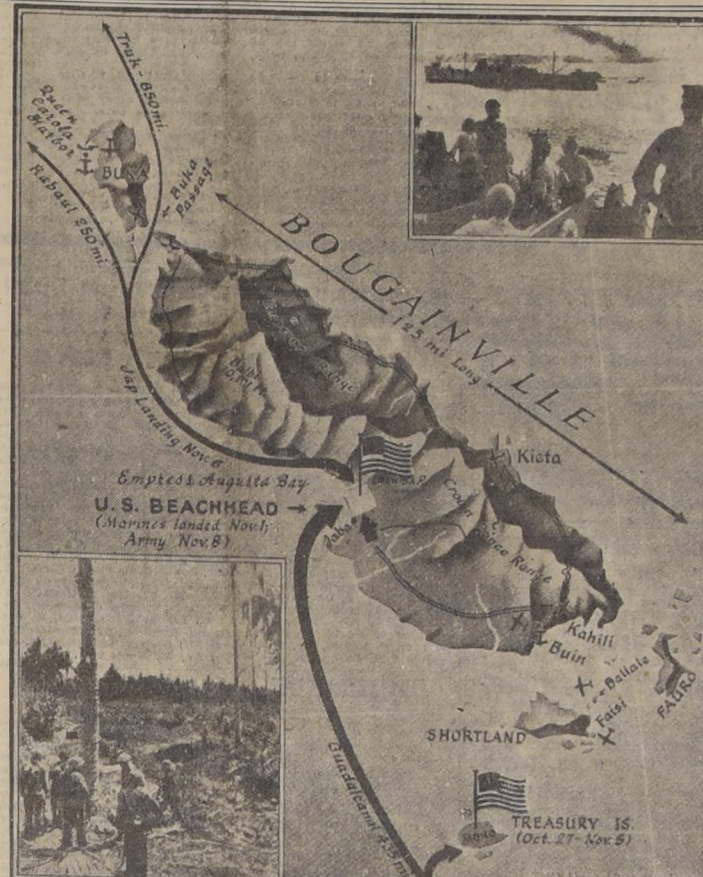 Truk - 650 mi.
Queen
Carola
Harbor
BUKA
Rabaul 250 mi.
Buka
Passage
BOUGAINVILLE
125 mi. Long
Jap Landing Nov. 6
Empress Augusta Bay
U.S. BEACHHEAD
(Marines landed Nov. 1;
Army Nov. 8)
Kieta
Crown
Prince Range
Jaba
Kahili
Buin
Ballale
Faisi
FAURO
SHORTLAND
Guadalcanal
TREASURY IS.
(Oct. 27-Nov. 5)